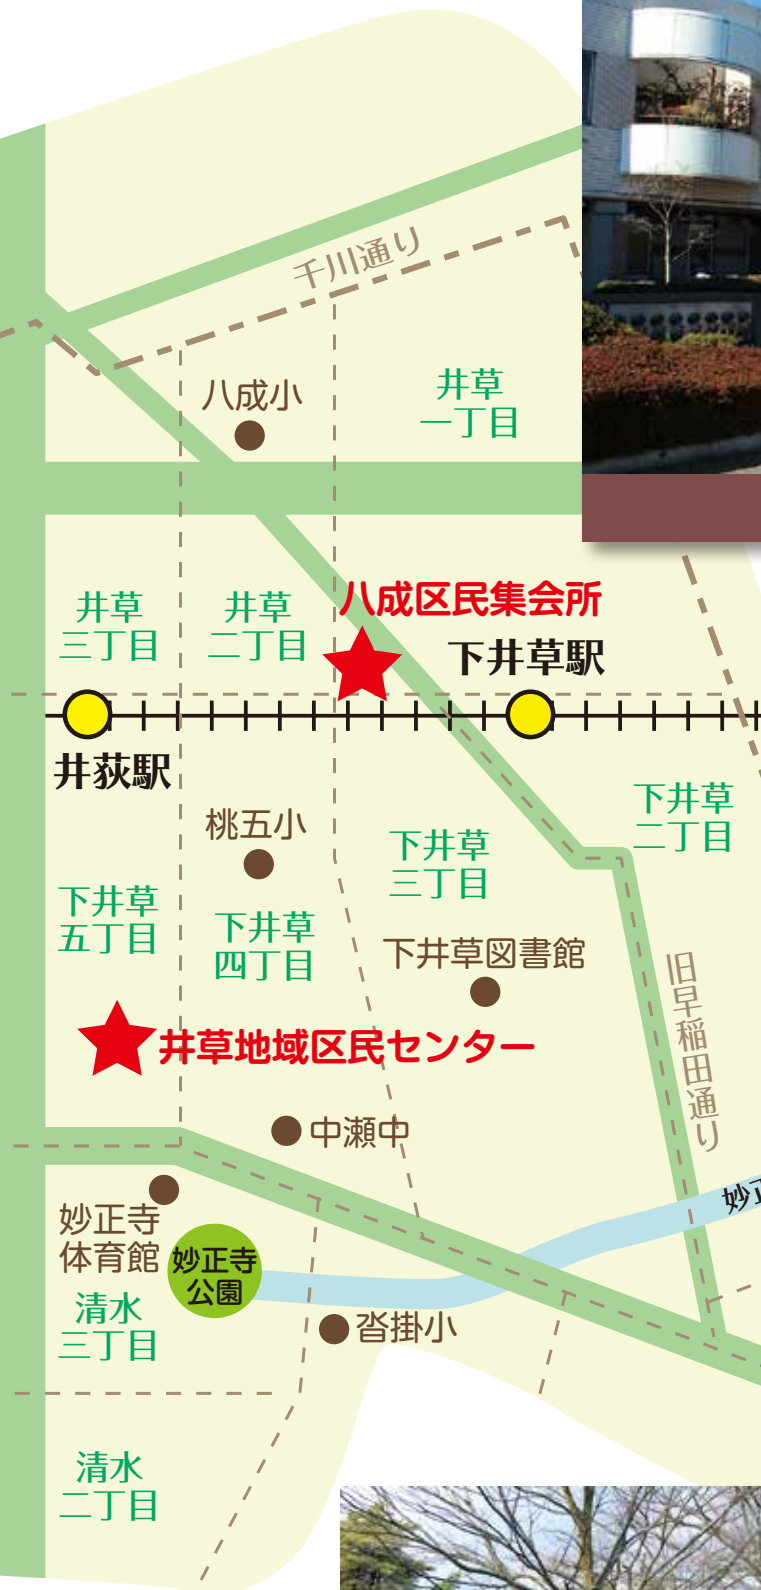 千川通り
八成小
井草
一丁目
井草
三丁目
井草
二丁目
八成区民集会所
下井草駅
井荻駅
下井草
二丁目
桃五小
下井草
三丁目
下井草
五丁目
下井草
四丁目
下井草図書館
旧早稲田通り
井草地域区民センター
中瀬中
妙正
妙正寺
体育館
妙正寺
公園
清水
三丁目
沓掛小
清水
二丁目